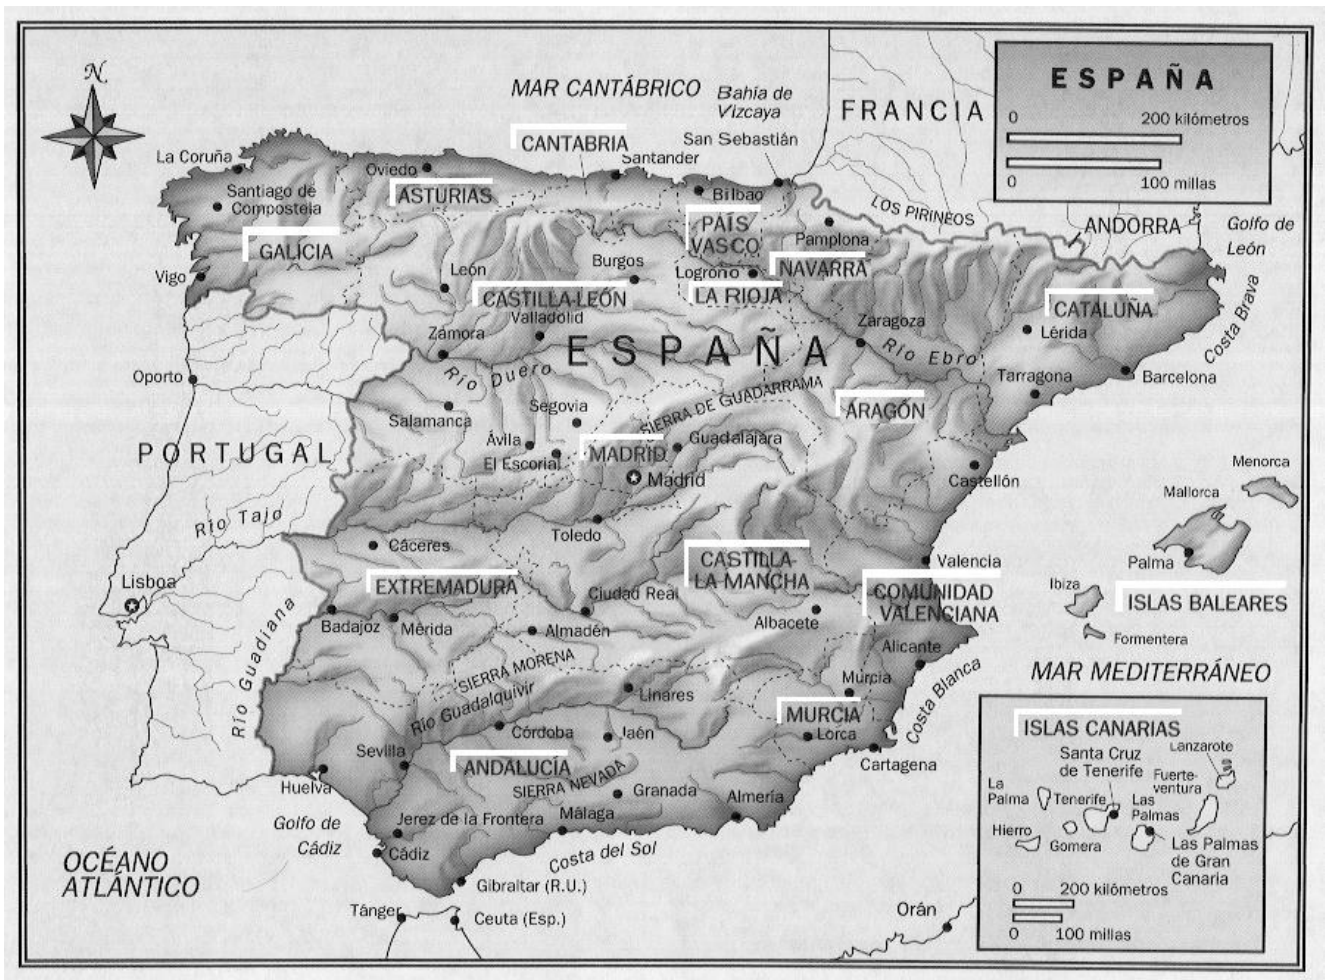 N
MAR CANTÁBRICO
Bahía de
Vizcaya
FRANCIA
ESPAÑA
0 200 kilómetros
0 100 millas
CANTABRIA
San Sebastián
La Coruña
Oviedo
Santander
ASTURIAS
Bilbao
Santiago de
Compostela
PAÍS
VASCO
LOS PIRINEOS
ANDORRA
Golfo de
León
GALICIA
Pamplona
Vigo
León
Burgos
Logroño
NAVARRA
CASTILLA-LEÓN
LA RIOJA
CATALUÑA
Costa Brava
Valladolid
Zamora
Zaragoza
Lérida
ESPAÑA
Río Duero
Río Ebro
Oporto
Tarragona
Barcelona
Salamanca
Segovia
SIERRA DE GUADARRAMA
ARAGÓN
PORTUGAL
Ávila
El Escorial
MADRID
Guadalajara
Madrid
Castellón
Menorca
Mallorca
Río Tajo
Toledo
Cáceres
CASTILLA-
LA MANCHA
Valencia
Palma
Lisboa
EXTREMADURA
Ciudad Real
COMUNIDAD
VALENCIANA
Ibiza
ISLAS BALEARES
Badajoz
Mérida
Almadén
Albacete
Formentera
Río Guadiana
SIERRA MORENA
Alicante
MAR MEDITERRÁNEO
Río Guadalquivir
Linares
Murcia
Costa Blanca
MURCIA
Lorca
Córdoba
Jaén
Sevilla
Cartagena
ANDALUCÍA
SIERRA NEVADA
Huelva
Granada
Almería
Golfo de
Cádiz
Jerez de la Frontera
Málaga
Cádiz
Costa del Sol
OCÉANO
ATLÁNTICO
Gibraltar (R.U.)
Tánger
Ceuta (Esp.)
Orán
ISLAS CANARIAS
Santa Cruz
de Tenerife
Lanzarote
La
Palma
Tenerife
Las
Palmas
Fuerte-
ventura
Hierro
Gomera
Las Palmas
de Gran
Canaria
0 200 kilómetros
0 100 millas